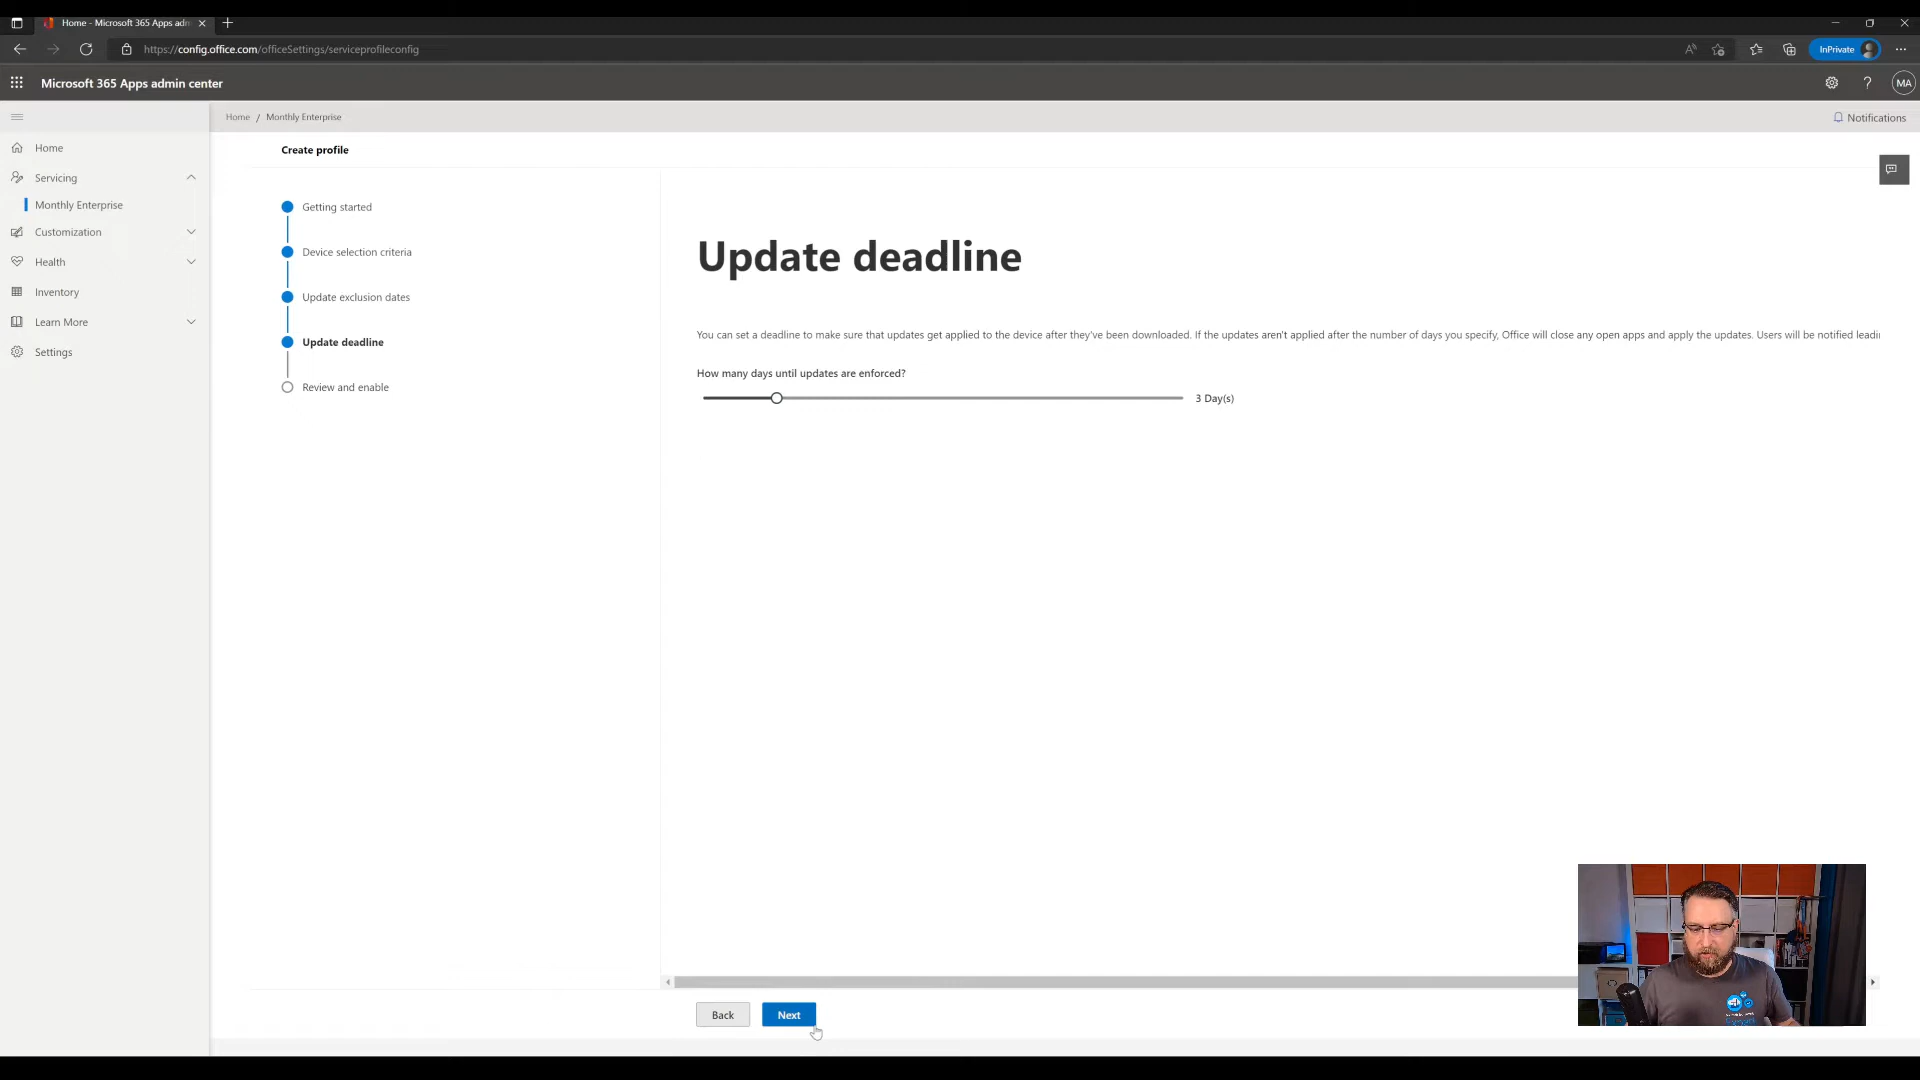 Home - Microsoft 365 Apps adn
https://config.office.com/officeSettings/serviceprofileconfig
InPrivate
Microsoft 365 Apps admin center
MA
Home / Monthly Enterprise
Notifications
Home
Servicing
Monthly Enterprise
Customization
Health
Inventory
Learn More
Settings
Create profile
Getting started
Device selection criteria
Update exclusion dates
Update deadline
Review and enable
Update deadline
You can set a deadline to make sure that updates get applied to the device after they've been downloaded. If the updates aren't applied after the number of days you specify, Office will close any open apps and apply the updates. Users will be notified leadi
How many days until updates are enforced?
3 Day(s)
Back
Next